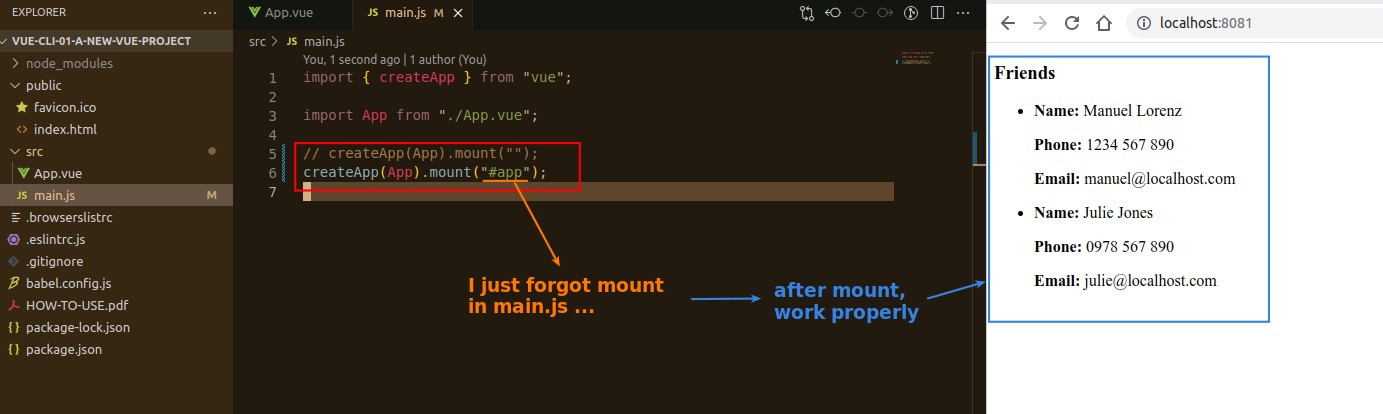 EXPLORER
VUE-CLI-01-A-NEW-VUE-PROJECT
node_modules
public
favicon.ico
index.html
src
App.vue
JS main.js M
.browserslistrc
.eslintrc.js
.gitignore
babel.config.js
HOW-TO-USE.pdf
package-lock.json
package.json
App.vue
JS main.js M
src > JS main.js
You, 1 second ago | 1 author (You)
1 import { createApp } from "vue";
2
3 import App from "./App.vue";
4
5 // createApp(App).mount("");
6 createApp(App).mount("#app");
7
I just forgot mount
in main.js ...
after mount,
work properly
localhost:8081
Friends
• Name: Manuel Lorenz
Phone: 1234 567 890
Email: manuel@localhost.com
• Name: Julie Jones
Phone: 0978 567 890
Email: julie@localhost.com